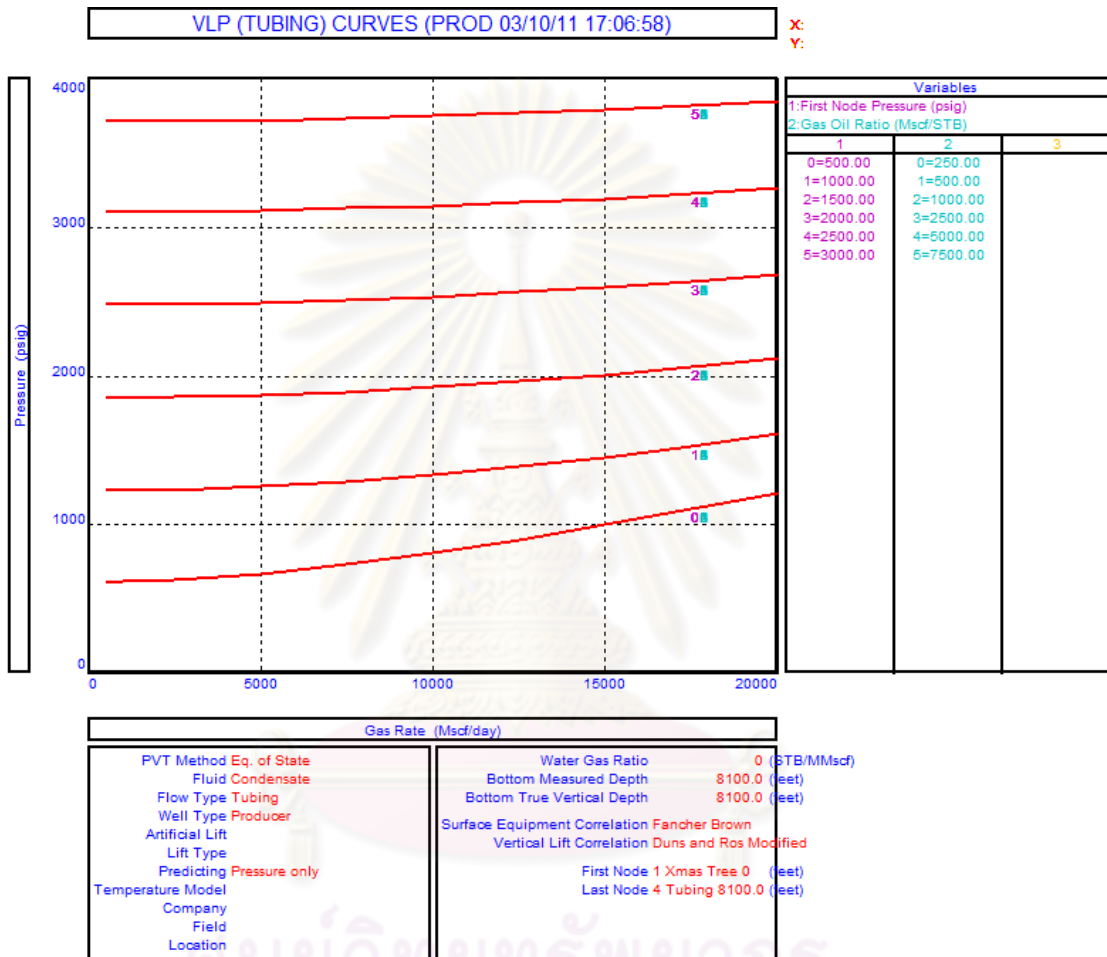 VLP (TUBING) CURVES (PROD 03/10/11 17:06:58)
X:
Y:
Pressure (psig)
4000
3000
2000
1000
0
0 5000 10000 15000 20000
5
4
3
2
1
0
Variables
1:First Node Pressure (psig)
2:Gas Oil Ratio (Mscf/STB)
1 2 3
0=500.00 0=250.00
1=1000.00 1=500.00
2=1500.00 2=1000.00
3=2000.00 3=2500.00
4=2500.00 4=5000.00
5=3000.00 5=7500.00
Gas Rate (Mscf/day)
PVT Method Eq. of State
Fluid Condensate
Flow Type Tubing
Well Type Producer
Artificial Lift
Lift Type
Predicting Pressure only
Temperature Model
Company
Field
Location
Water Gas Ratio 0 (STB/MMscf)
Bottom Measured Depth 8100.0 (feet)
Bottom True Vertical Depth 8100.0 (feet)
Surface Equipment Correlation Fancher Brown
Vertical Lift Correlation Duns and Ros Modified
First Node 1 Xmas Tree 0 (feet)
Last Node 4 Tubing 8100.0 (feet)